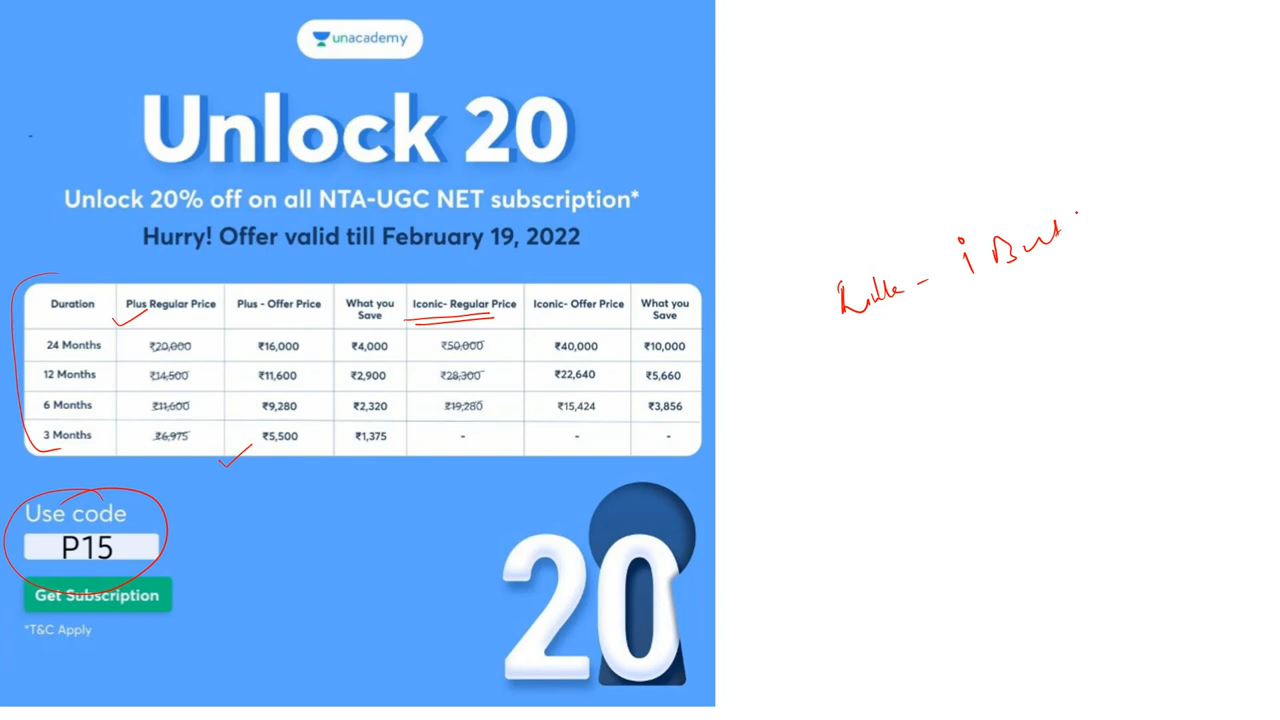 unacademy
Unlock 20
Unlock 20% off on all NTA-UGC NET subscription*
Hurry! Offer valid till February 19, 2022
Duration Plus Regular Price Plus - Offer Price What you Save Iconic- Regular Price Iconic- Offer Price What you Save
24 Months ₹20,000 ₹16,000 ₹4,000 ₹50,000 ₹40,000 ₹10,000
12 Months ₹14,500 ₹11,600 ₹2,900 ₹28,300 ₹22,640 ₹5,660
6 Months ₹11,600 ₹9,280 ₹2,320 ₹19,280 ₹15,424 ₹3,856
3 Months ₹6,975 ₹5,500 ₹1,375 - - -
Use code
P15
Get Subscription
*T&C Apply
20